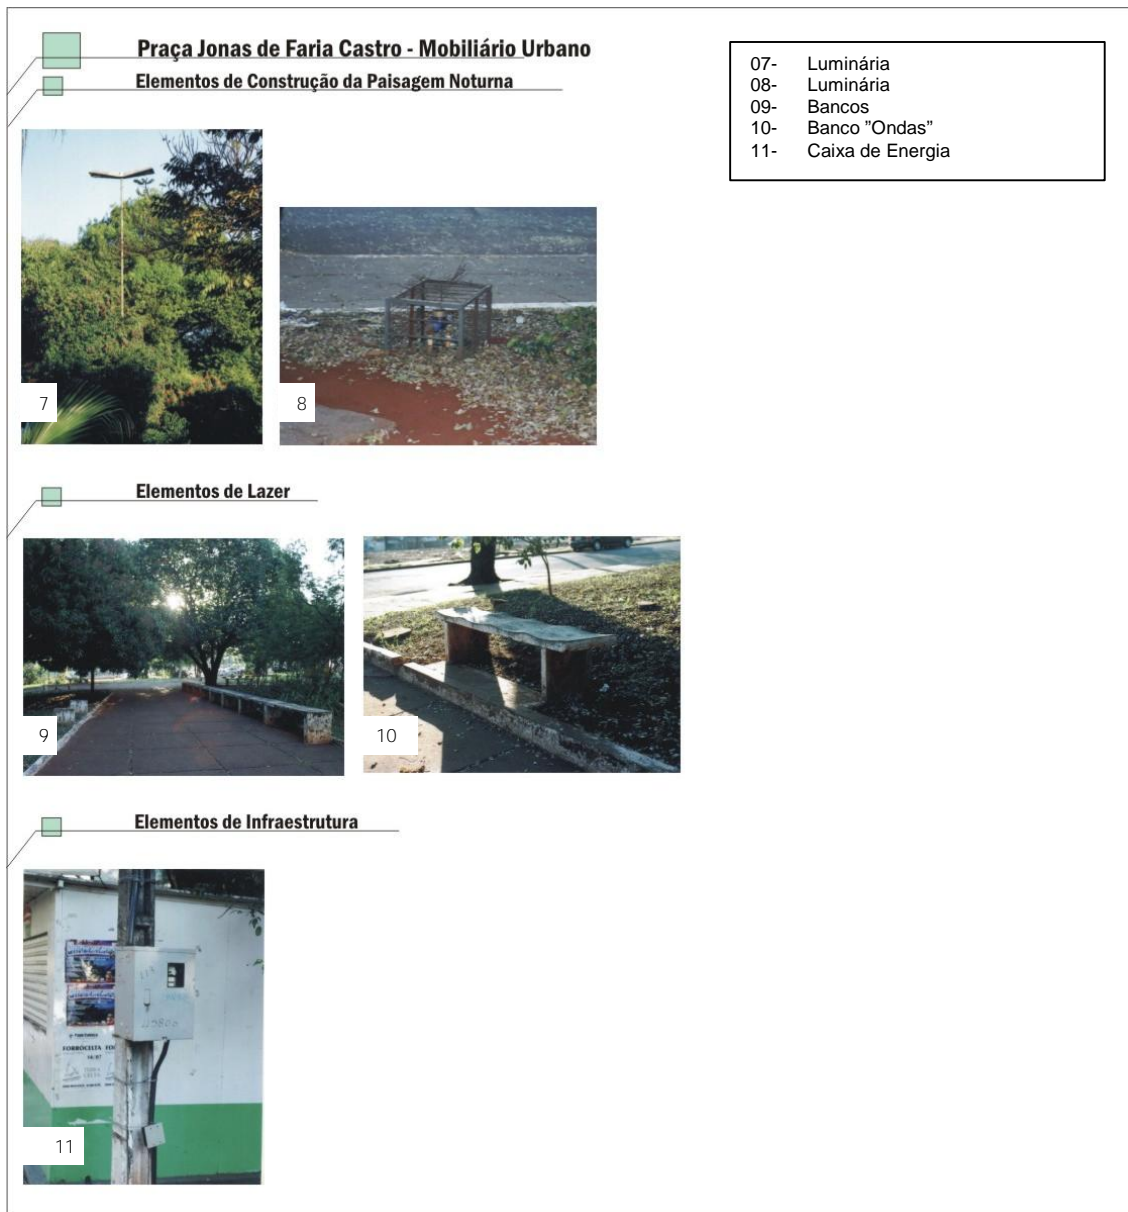 Praça Jonas de Faria Castro - Mobiliário Urbano
Elementos de Construção da Paisagem Noturna
07- Luminária
08- Luminária
09- Bancos
10- Banco "Ondas"
11- Caixa de Energia
7
8
Elementos de Lazer
9
10
Elementos de Infraestrutura
FORRÓCELTA
11